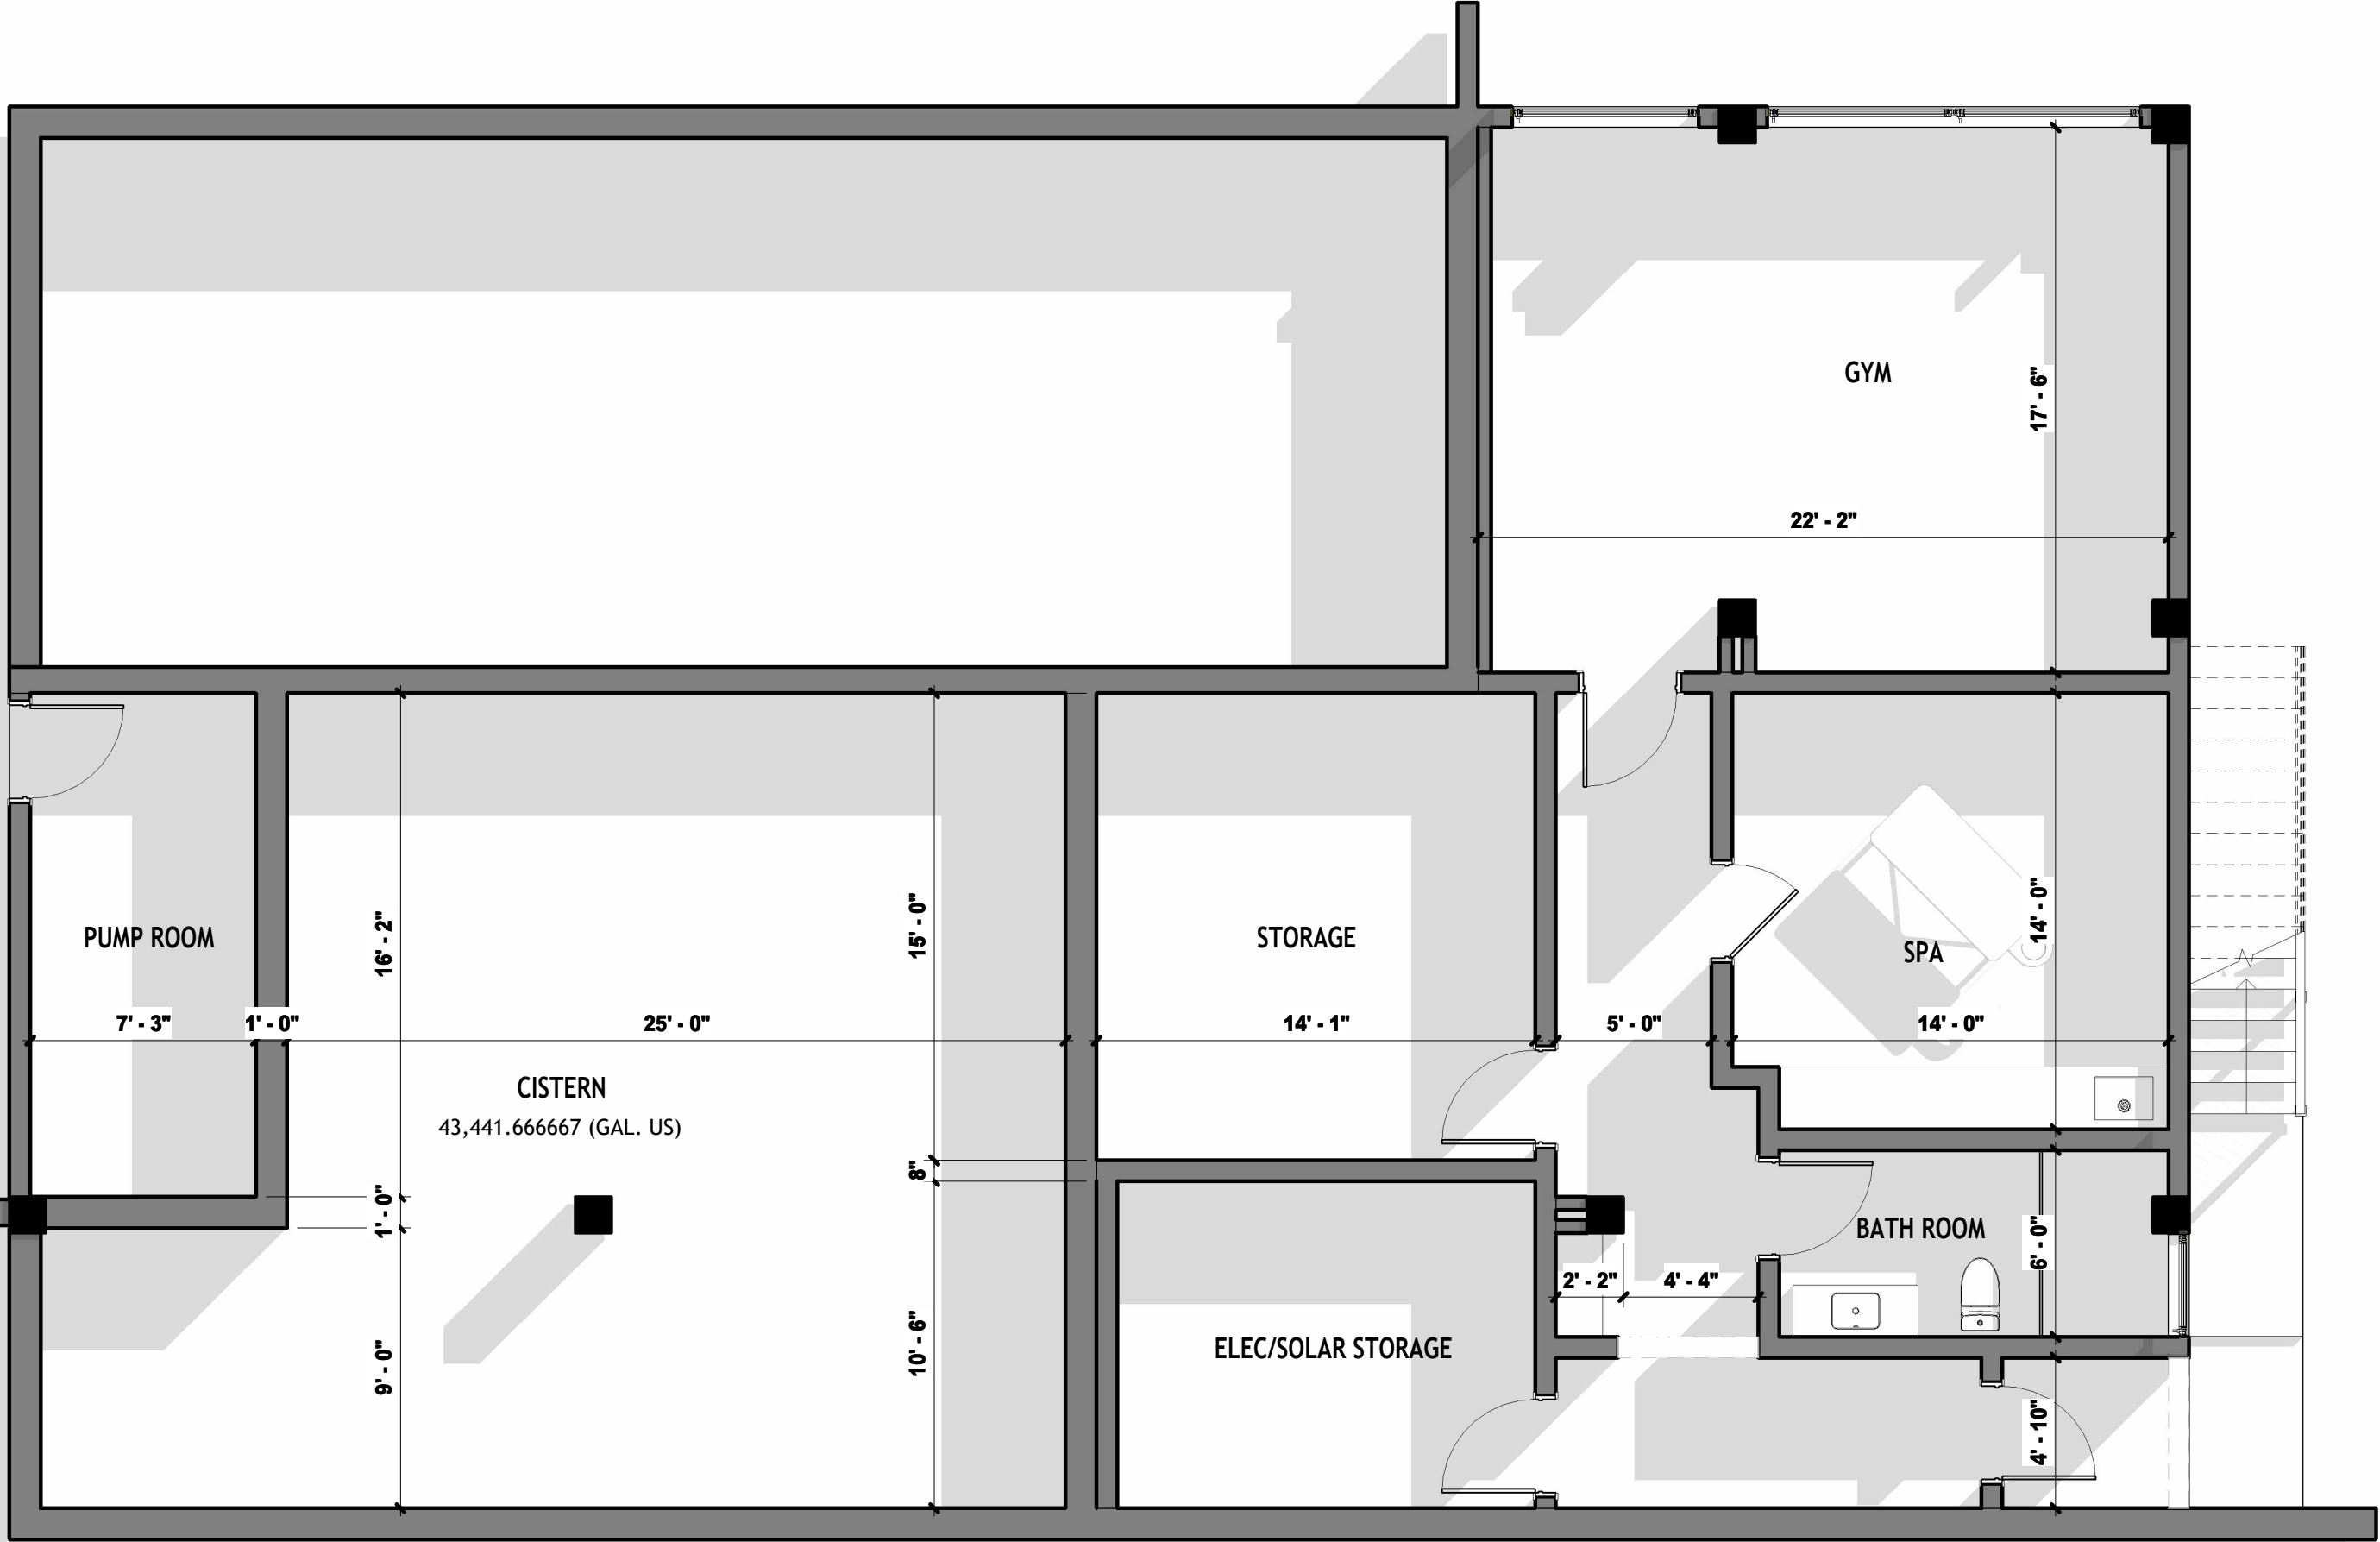 GYM
17' - 6"
22' - 2"
PUMP ROOM
16' - 2"
15' - 0"
STORAGE
SPA
14' - 0"
7' - 3"
1' - 0"
25' - 0"
14' - 1"
5' - 0"
14' - 0"
CISTERN
43,441.666667 (GAL. US)
8"
1' - 0"
BATH ROOM
6' - 0"
2' - 2"
4' - 4"
9' - 0"
10' - 6"
ELEC/SOLAR STORAGE
4' - 10"